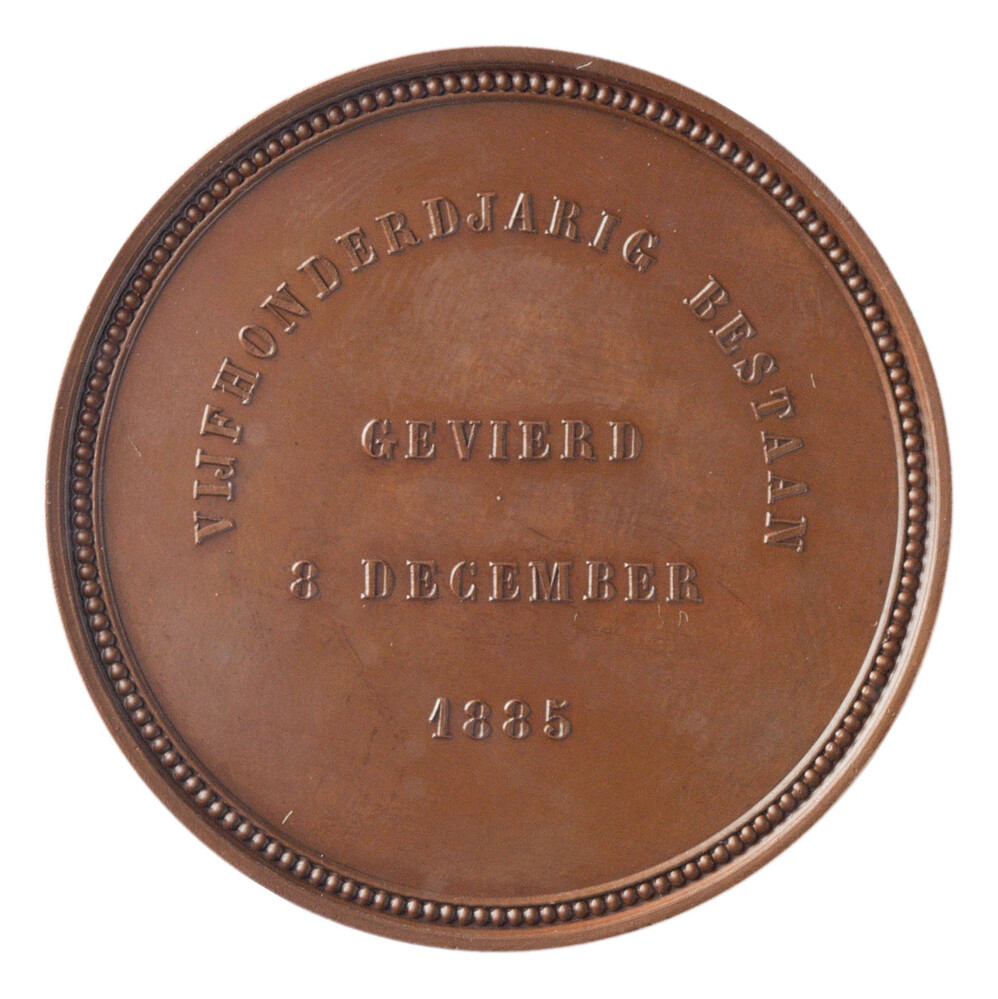 VIJFHONDERDJARIG BESTAAN
GEVIERD
8 DECEMBER
1885